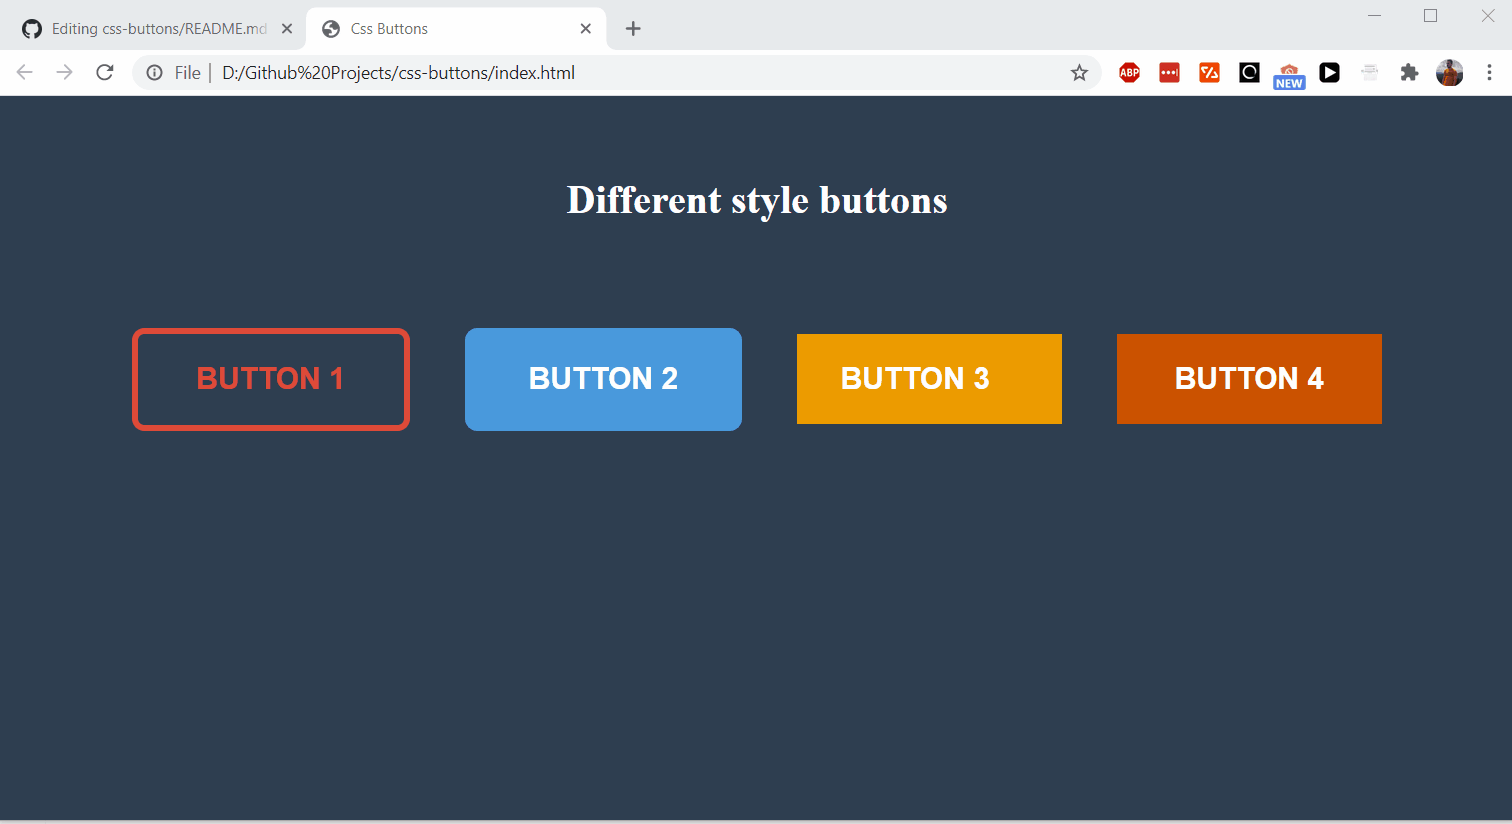 Editing css-buttons/README.md
Css Buttons
File | D:/Github%20Projects/css-buttons/index.html
ABP
NEW
Different style buttons
BUTTON 1
BUTTON 2
BUTTON 3
BUTTON 4